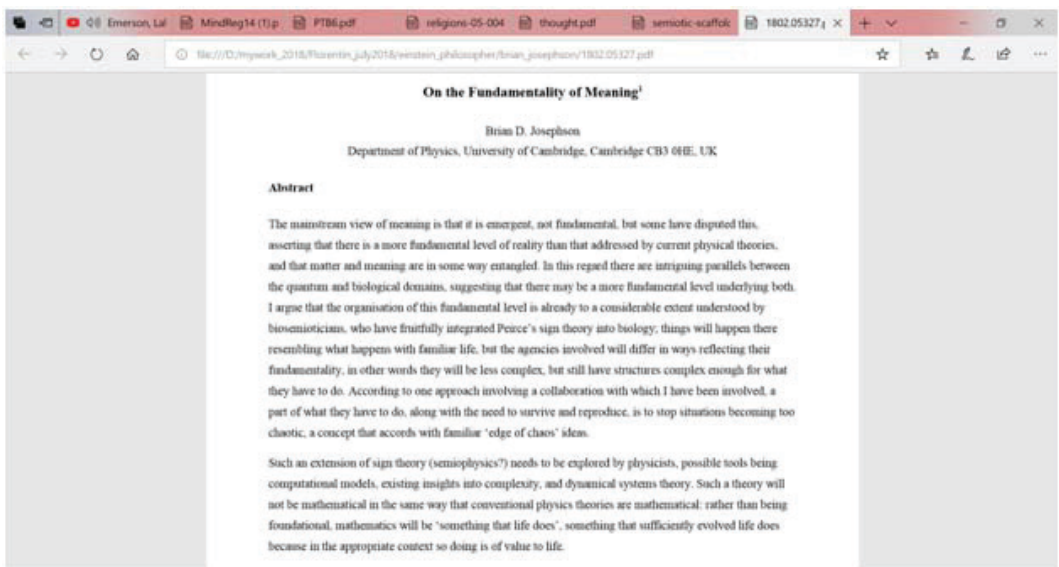 Emerson, Lal MindReg14 (1).p PTB6.pdf religions-05-004 thought.pdf semiotic-scaffolc 1802.05327.p
file:///D:/mywork_2018/Florentin_july2018/einstein_philosopher/brian_josephson/1802.05327.pdf
On the Fundamentality of Meaning¹
Brian D. Josephson
Department of Physics, University of Cambridge, Cambridge CB3 0HE, UK
Abstract
The mainstream view of meaning is that it is emergent, not fundamental, but some have disputed this,
asserting that there is a more fundamental level of reality than that addressed by current physical theories,
and that matter and meaning are in some way entangled. In this regard there are intriguing parallels between
the quantum and biological domains, suggesting that there may be a more fundamental level underlying both.
I argue that the organisation of this fundamental level is already to a considerable extent understood by
biosemioticians, who have fruitfully integrated Peirce's sign theory into biology; things will happen there
resembling what happens with familiar life, but the agencies involved will differ in ways reflecting their
fundamentality, in other words they will be less complex, but still have structures complex enough for what
they have to do. According to one approach involving a collaboration with which I have been involved, a
part of what they have to do, along with the need to survive and reproduce, is to stop situations becoming too
chaotic, a concept that accords with familiar 'edge of chaos' ideas.
Such an extension of sign theory (semiophysics?) needs to be explored by physicists, possible tools being
computational models, existing insights into complexity, and dynamical systems theory. Such a theory will
not be mathematical in the same way that conventional physics theories are mathematical: rather than being
foundational, mathematics will be 'something that life does', something that sufficiently evolved life does
because in the appropriate context so doing is of value to life.